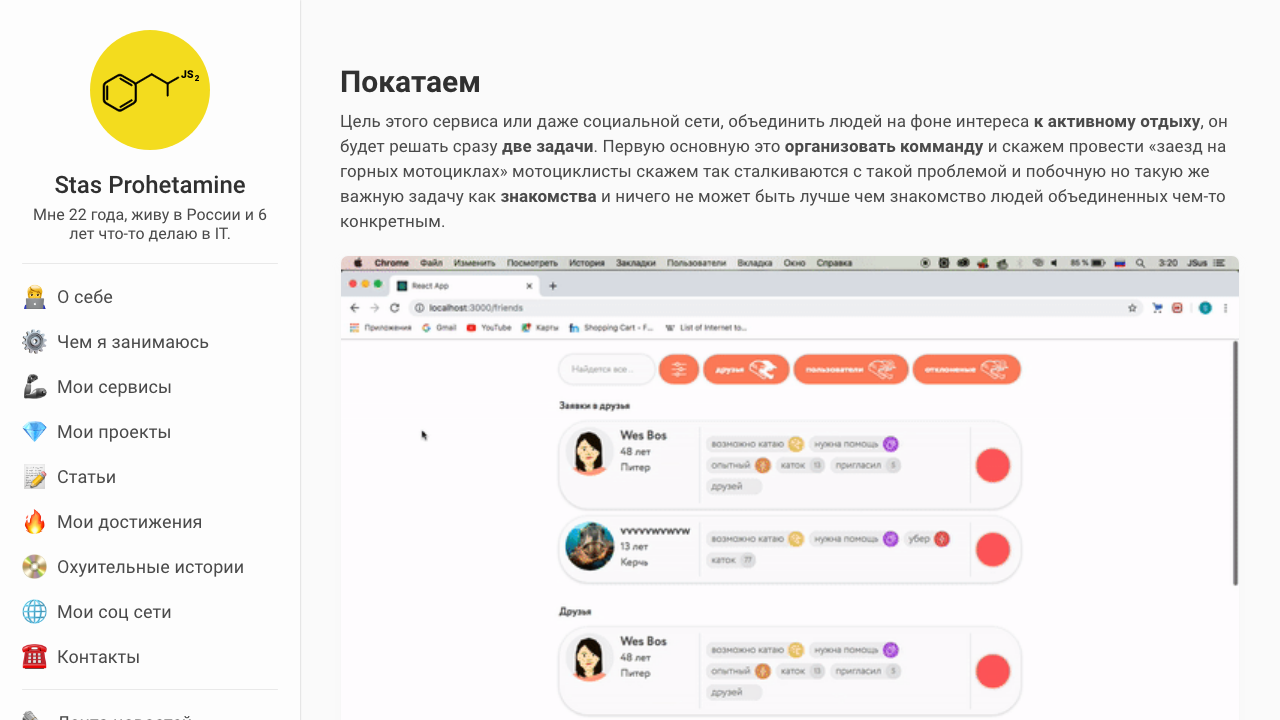 JS2
Stas Prohetamine
Мне 22 года, живу в России и 6
лет что-то делаю в IT.
О себе
Чем я занимаюсь
Мои сервисы
Мои проекты
Статьи
Мои достижения
Охуительные истории
Мои соц сети
Контакты
Лента новостей
Покатаем
Цель этого сервиса или даже социальной сети, объединить людей на фоне интереса к активному отдыху, он
будет решать сразу две задачи. Первую основную это организовать комманду и скажем провести «заезд на
горных мотоциклах» мотоциклисты скажем так сталкиваются с такой проблемой и побочную но такую же
важную задачу как знакомства и ничего не может быть лучше чем знакомство людей объединенных чем-то
конкретным.
Chrome Файл Изменить Посмотреть История Закладки Пользователи Вкладка Окно Справка 85 % 3:20 JSus
React App
localhost:3000/friends
Приложения Gmail YouTube Карты Shopping Cart - F... List of Internet to...
Найдется все... друзья пользователи отклоненые
Заявки в друзья
Wes Bos
48 лет
Питер
возможно катаю нужна помощь
опытный каток 13 пригласил 5
друзей
vvvvvwvwvw
13 лет
Керчь
возможно катаю нужна помощь убер
каток 77
Друзья
Wes Bos
48 лет
Питер
возможно катаю нужна помощь
опытный каток 13 пригласил 5
друзей